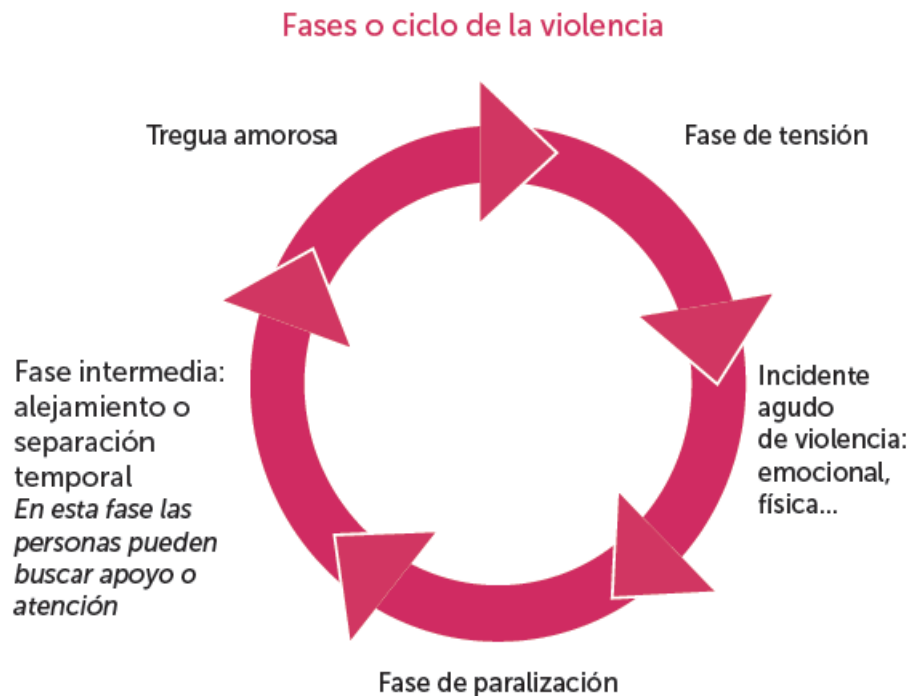 Fases o ciclo de la violencia
Tregua amorosa
Fase de tensión
Incidente
agudo
de violencia:
emocional,
física...
Fase de paralización
Fase intermedia:
alejamiento o
separación
temporal
En esta fase las
personas pueden
buscar apoyo o
atención